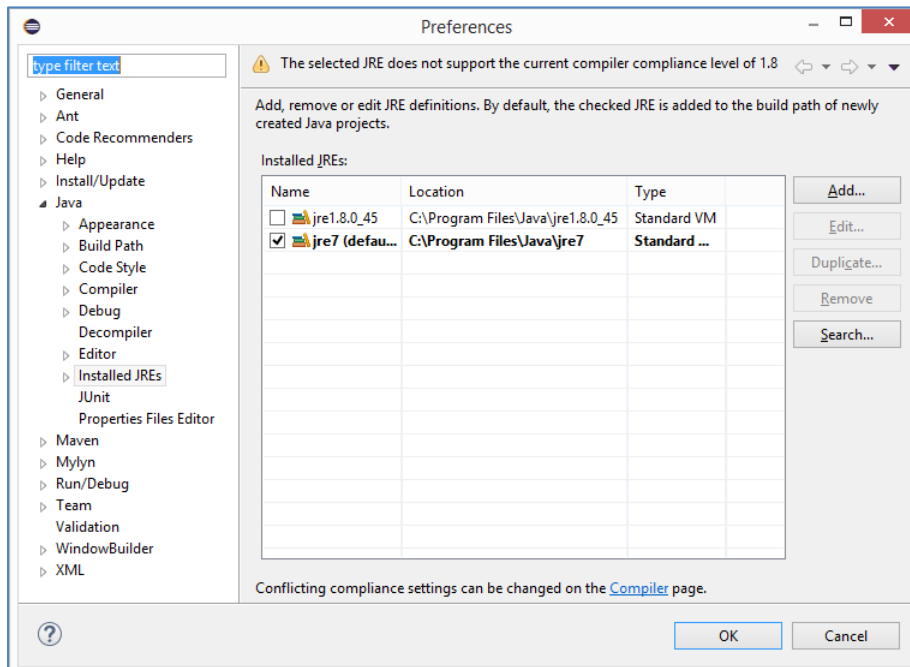 Preferences
type filter text
The selected JRE does not support the current compiler compliance level of 1.8
General
Ant
Code Recommenders
Help
Install/Update
Java
Appearance
Build Path
Code Style
Compiler
Debug
Decompiler
Editor
Installed JREs
JUnit
Properties Files Editor
Maven
Mylyn
Run/Debug
Team
Validation
WindowBuilder
XML
Add, remove or edit JRE definitions. By default, the checked JRE is added to the build path of newly
created Java projects.
Installed JREs:
Name Location Type
jre1.8.0_45 C:\Program Files\Java\jre1.8.0_45 Standard VM
jre7 (defau... C:\Program Files\Java\jre7 Standard ...
Add...
Edit...
Duplicate...
Remove
Search...
Conflicting compliance settings can be changed on the Compiler page.
OK Cancel